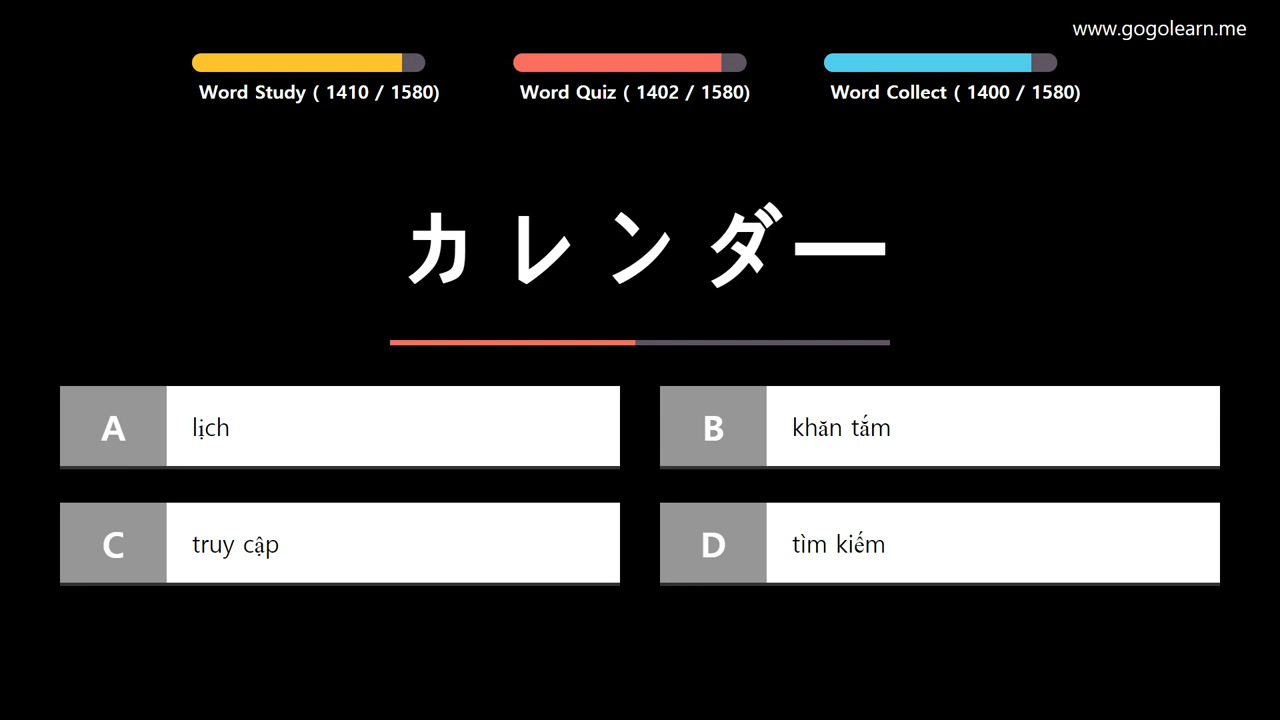 www.gogolearn.me
Word Study ( 1410 / 1580)
Word Quiz ( 1402 / 1580)
Word Collect ( 1400 / 1580)
カレンダー
A lịch
B khăn tắm
C truy cập
D tìm kiếm